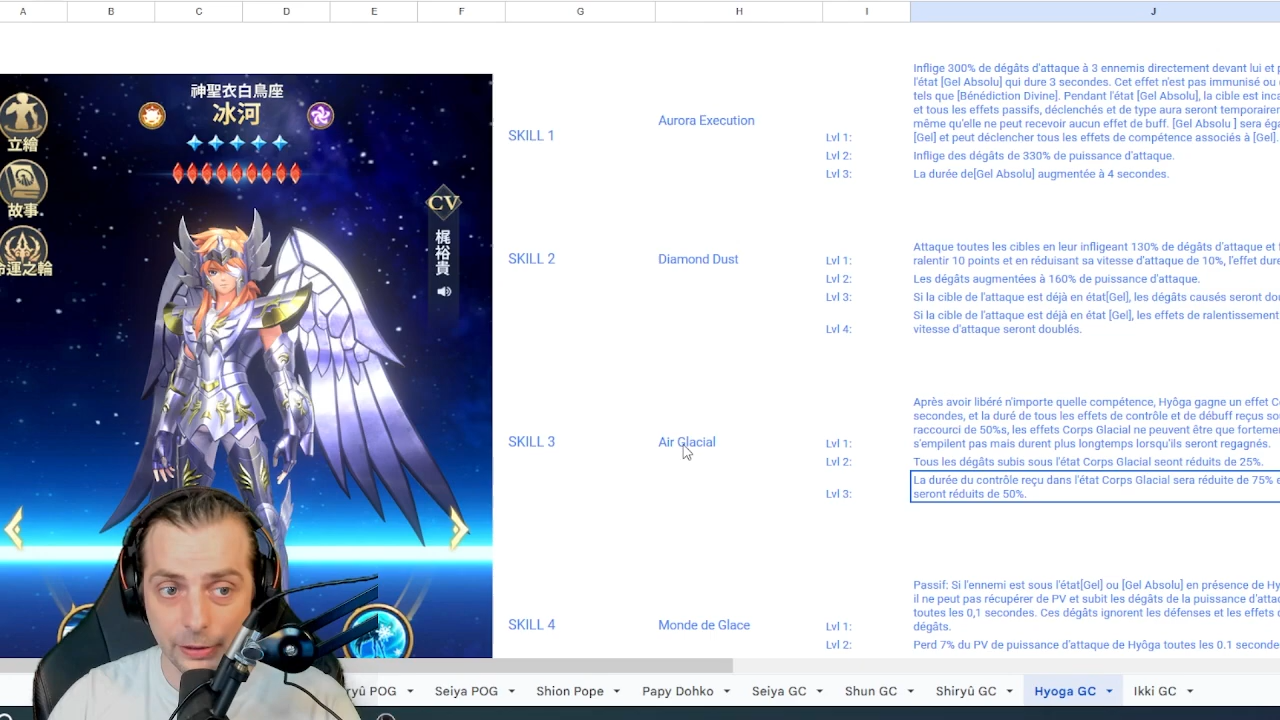 A B C D E F G H I J
神聖衣白鳥座
冰河
立繪
故事
命運之輪
CV
梶裕貴
SKILL 1
Aurora Execution
Inflige 300% de dégâts d'attaque à 3 ennemis directement devant lui et
l'état [Gel Absolu] qui dure 3 secondes. Cet effet n'est pas immunisé ou
tels que [Bénédiction Divine]. Pendant l'état [Gel Absolu], la cible est
et tous les effets passifs, déclenchés et de type aura seront
même qu'elle ne peut recevoir aucun effet de buff. [Gel Absolu ] sera
Lvl 1: [Gel] et peut déclencher tous les effets de compétence associés à [Gel].
Lvl 2: Inflige des dégâts de 330% de puissance d'attaque.
Lvl 3: La durée de[Gel Absolu] augmentée à 4 secondes.
SKILL 2
Diamond Dust
Attaque toutes les cibles en leur infligeant 130% de dégâts d'attaque et
Lvl 1: ralentir 10 points et en réduisant sa vitesse d'attaque de 10%, l'effet
Lvl 2: Les dégâts augmentées à 160% de puissance d'attaque.
Lvl 3: Si la cible de l'attaque est déjà en état[Gel], les dégâts causés seront
Si la cible de l'attaque est déjà en état [Gel], les effets de ralentissement
Lvl 4: vitesse d'attaque seront doublés.
SKILL 3
Air Glacial
Après avoir libéré n'importe quelle compétence, Hyôga gagne un effet
secondes, et la duré de tous les effets de contrôle et de débuff reçus
raccourci de 50%s, les effets Corps Glacial ne peuvent être que
Lvl 1: s'empilent pas mais durent plus longtemps lorsqu'ils seront regagnés.
Lvl 2: Tous les dégâts subis sous l'état Corps Glacial seont réduits de 25%.
La durée du contrôle reçu dans l'état Corps Glacial sera réduite de 75%
Lvl 3: seront réduits de 50%.
SKILL 4
Monde de Glace
Passif: Si l'ennemi est sous l'état[Gel] ou [Gel Absolu] en présence de
il ne peut pas récupérer de PV et subit les dégâts de la puissance
toutes les 0,1 secondes. Ces dégâts ignorent les défenses et les effets
Lvl 1: dégâts.
Lvl 2: Perd 7% du PV de puissance d'attaque de Hyôga toutes les 0.1
POG Seiya POG Shion Pope Papy Dohko Seiya GC Shun GC Shiryû GC Hyoga GC Ikki GC